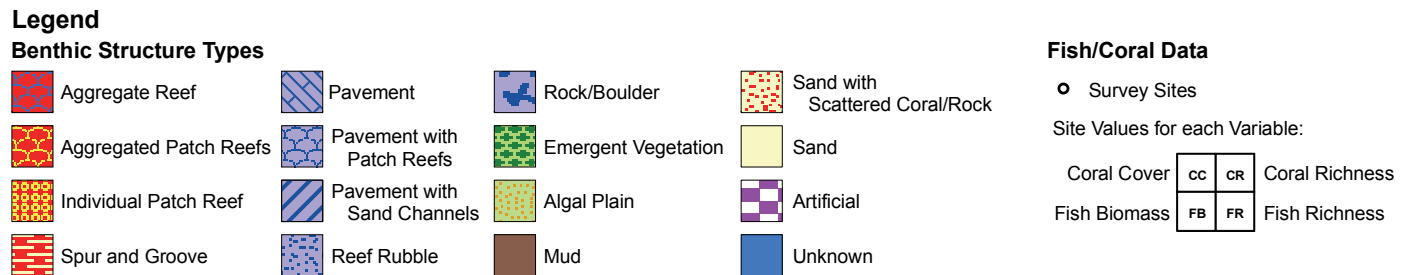 Legend
Benthic Structure Types
Aggregate Reef
Aggregated Patch Reefs
Individual Patch Reef
Spur and Groove
Pavement
Pavement with
Patch Reefs
Pavement with
Sand Channels
Reef Rubble
Rock/Boulder
Emergent Vegetation
Algal Plain
Mud
Sand with
Scattered Coral/Rock
Sand
Artificial
Unknown
Fish/Coral Data
Survey Sites
Site Values for each Variable:
Coral Cover CC CR Coral Richness
Fish Biomass FB FR Fish Richness